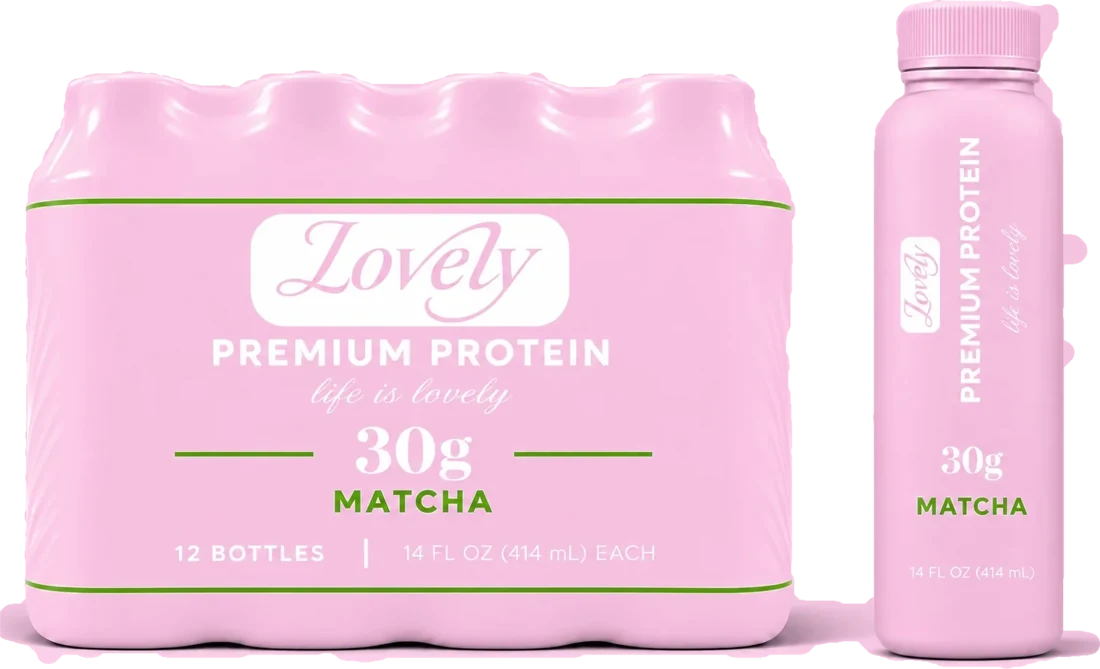 Lovely
PREMIUM PROTEIN
life is lovely
30g
MATCHA
12 BOTTLES | 14 FL OZ (414 mL) EACH
Lovely
PREMIUM PROTEIN
life is lovely
30g
MATCHA
14 FL OZ (414 mL)